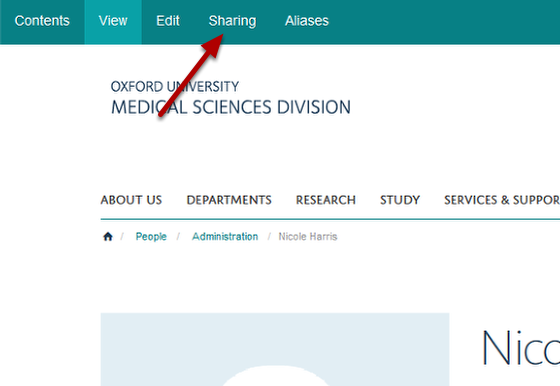 Contents View Edit Sharing Aliases
OXFORD UNIVERSITY
MEDICAL SCIENCES DIVISION
ABOUT US DEPARTMENTS RESEARCH STUDY SERVICES & SUPPOR
/ People / Administration / Nicole Harris
Nico